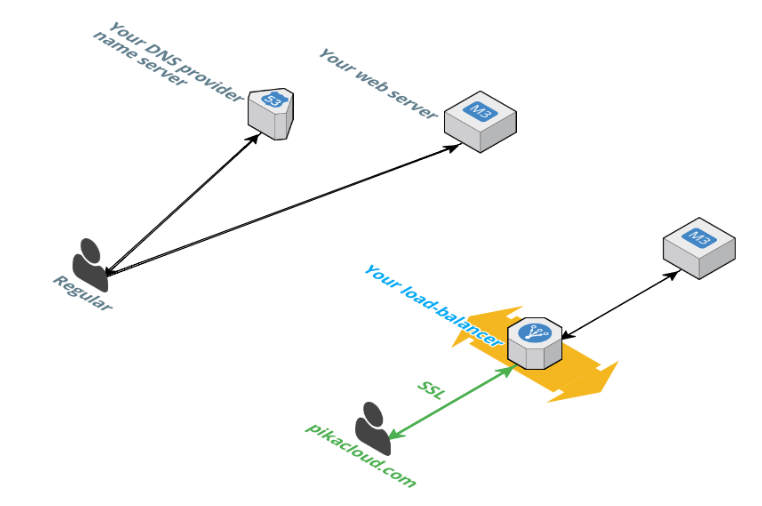 Your DNS provider
name server
53
Your web server
M3
Regular
M3
Your load-balancer
SSL
pikacloud.com